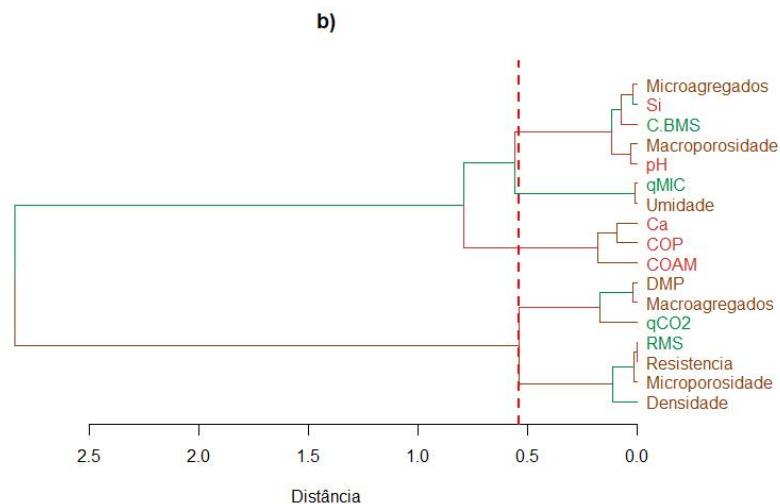 b)
Microagregados
Si
C.BMS
Macroporosidade
pH
qMIC
Umidade
Ca
COP
COAM
DMP
Macroagregados
qCO2
RMS
Resistencia
Microporosidade
Densidade
2.5 2.0 1.5 1.0 0.5 0.0
Distância